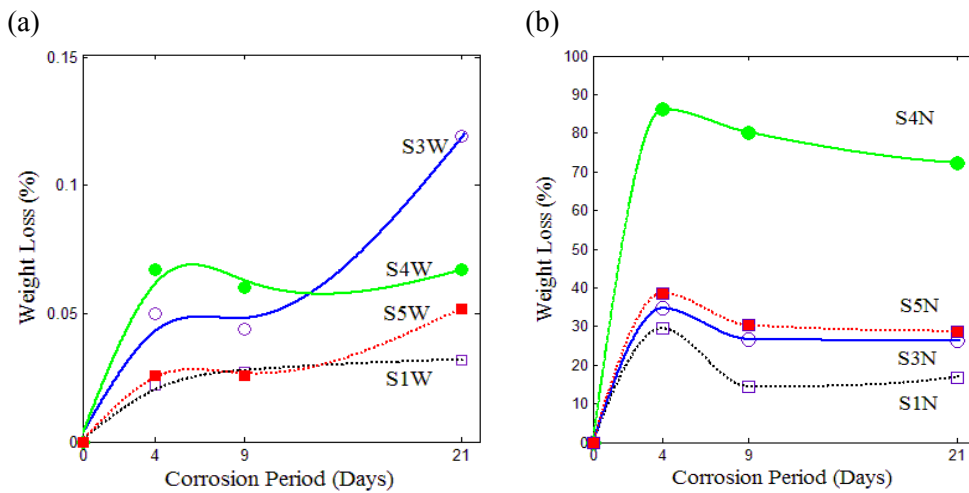 (a)
(b)
Weight Loss (%)
0.15
0.1
0.05
0
S3W
S4W
S5W
S1W
0 4 9 21
Corrosion Period (Days)
Weight Loss (%)
100
90
80
70
60
50
40
30
20
10
0
S4N
S5N
S3N
S1N
0 4 9 21
Corrosion Period (Days)